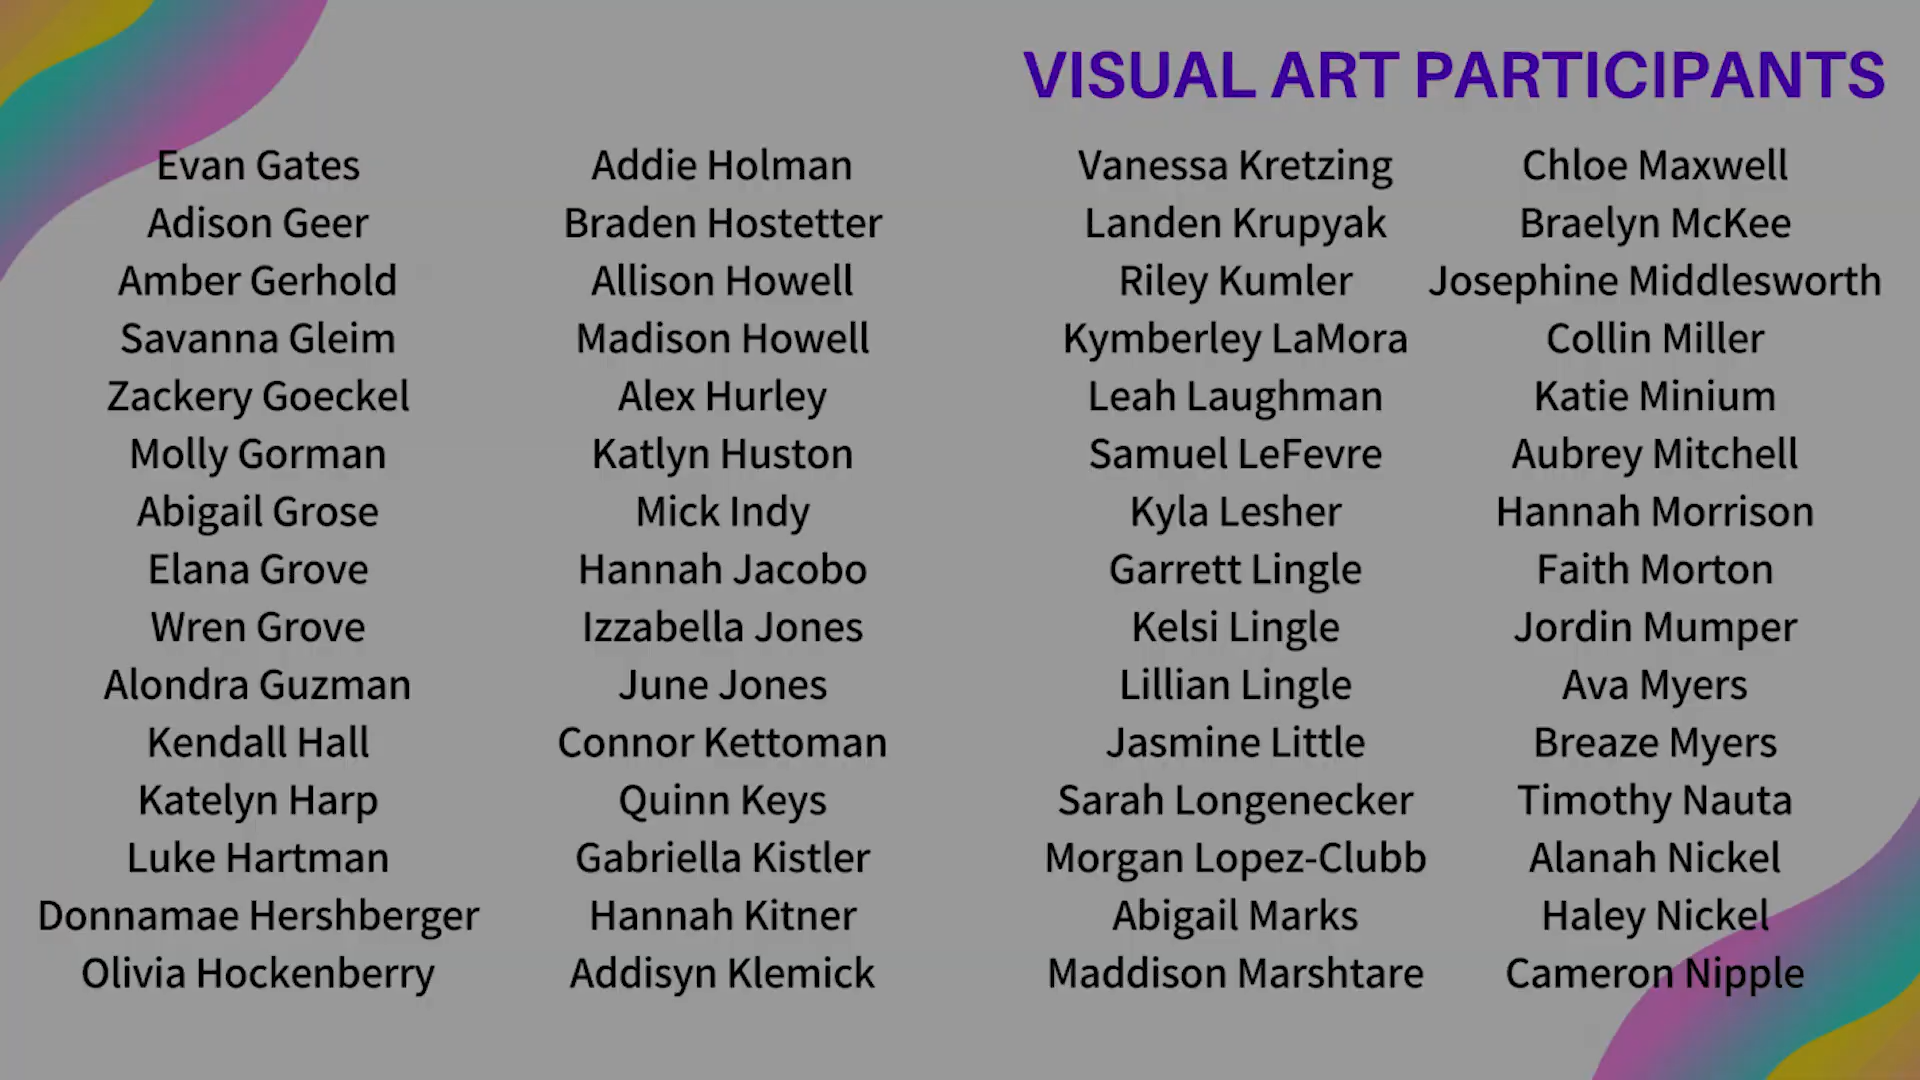 VISUAL ART PARTICIPANTS
Evan Gates
Adison Geer
Amber Gerhold
Savanna Gleim
Zackery Goeckel
Molly Gorman
Abigail Grose
Elana Grove
Wren Grove
Alondra Guzman
Kendall Hall
Katelyn Harp
Luke Hartman
Donnamae Hershberger
Olivia Hockenberry
Addie Holman
Braden Hostetter
Allison Howell
Madison Howell
Alex Hurley
Katlyn Huston
Mick Indy
Hannah Jacobo
Izzabella Jones
June Jones
Connor Kettoman
Quinn Keys
Gabriella Kistler
Hannah Kitner
Addisyn Klemick
Vanessa Kretzing
Landen Krupyak
Riley Kumler
Kymberley LaMora
Leah Laughman
Samuel LeFevre
Kyla Lesher
Garrett Lingle
Kelsi Lingle
Lillian Lingle
Jasmine Little
Sarah Longenecker
Morgan Lopez-Clubb
Abigail Marks
Maddison Marshtare
Chloe Maxwell
Braelyn McKee
Josephine Middlesworth
Collin Miller
Katie Minium
Aubrey Mitchell
Hannah Morrison
Faith Morton
Jordin Mumper
Ava Myers
Breaze Myers
Timothy Nauta
Alanah Nickel
Haley Nickel
Cameron Nipple